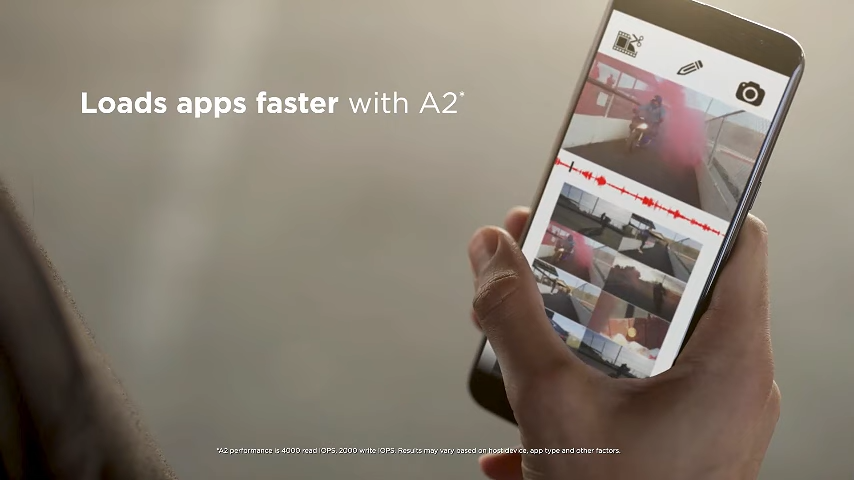 Loads apps faster with A2*
*A2 performance is 4000 read IOPS, 2000 write IOPS. Results may vary based on host device, app type and other factors.